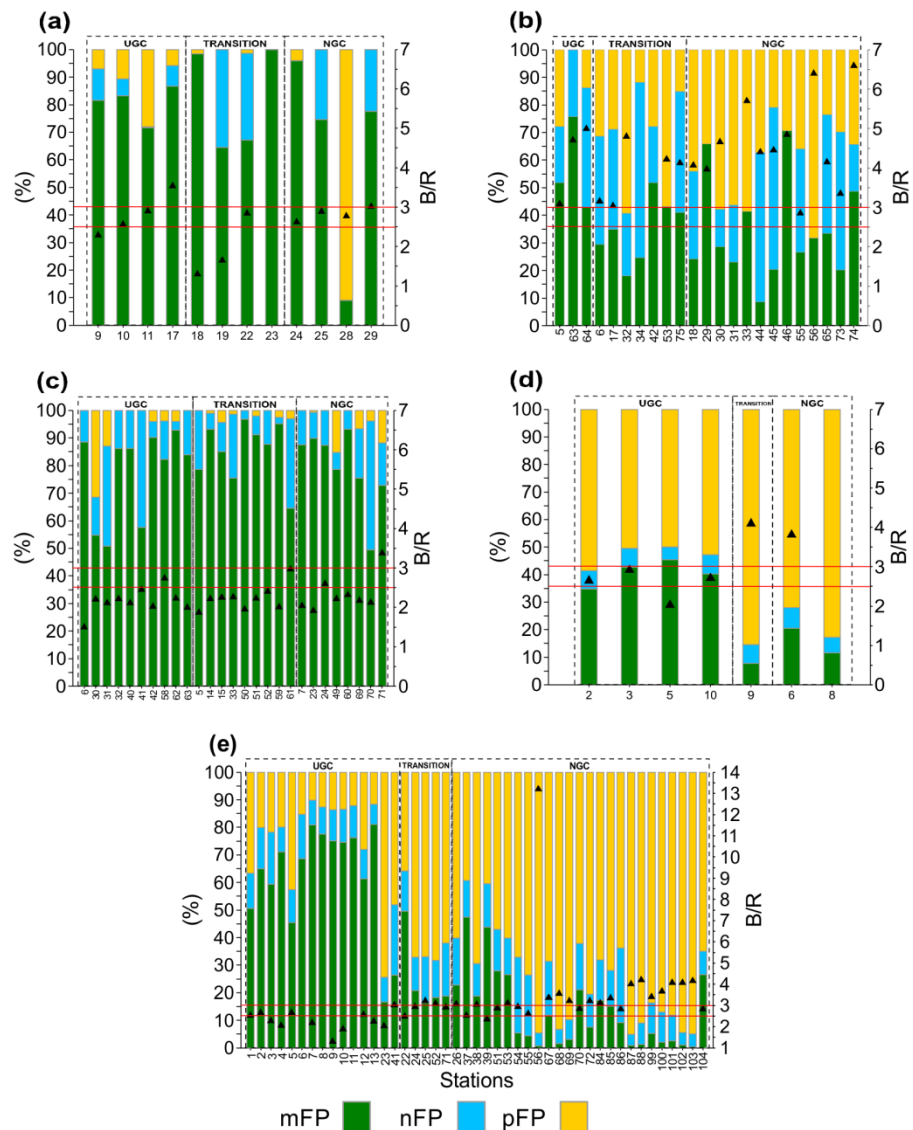 (a)
UGC TRANSITION NGC
100 90 80 70 60 50 40 30 20 10 0
(%)
7 6 5 4 3 2 1 0
B/R
9 10 11 17 18 19 22 23 24 25 28 29
(b)
UGC TRANSITION NGC
100 90 80 70 60 50 40 30 20 10 0
(%)
7 6 5 4 3 2 1 0
B/R
5 63 64 6 17 32 34 42 53 75 18 29 30 31 33 44 45 46 55 56 65 73 74
(c)
UGC TRANSITION NGC
100 90 80 70 60 50 40 30 20 10 0
(%)
7 6 5 4 3 2 1 0
B/R
6 30 31 32 40 41 42 58 62 63 5 14 15 33 50 51 52 59 61 7 23 24 49 60 69 70 71
(d)
UGC TRANSITION NGC
100 90 80 70 60 50 40 30 20 10 0
(%)
7 6 5 4 3 2 1 0
B/R
2 3 5 10 9 6 8
(e)
UGC TRANSITION NGC
100 90 80 70 60 50 40 30 20 10 0
(%)
14 13 12 11 10 9 8 7 6 5 4 3 2 1
B/R
1 2 3 4 5 6 7 8 9 10 11 12 13 23 41 22 24 25 52 71 26 37 38 39 51 53 54 55 56 67 68 69 70 72 84 85 86 87 88 99 100 101 102 103 104
Stations
mFP nFP pFP